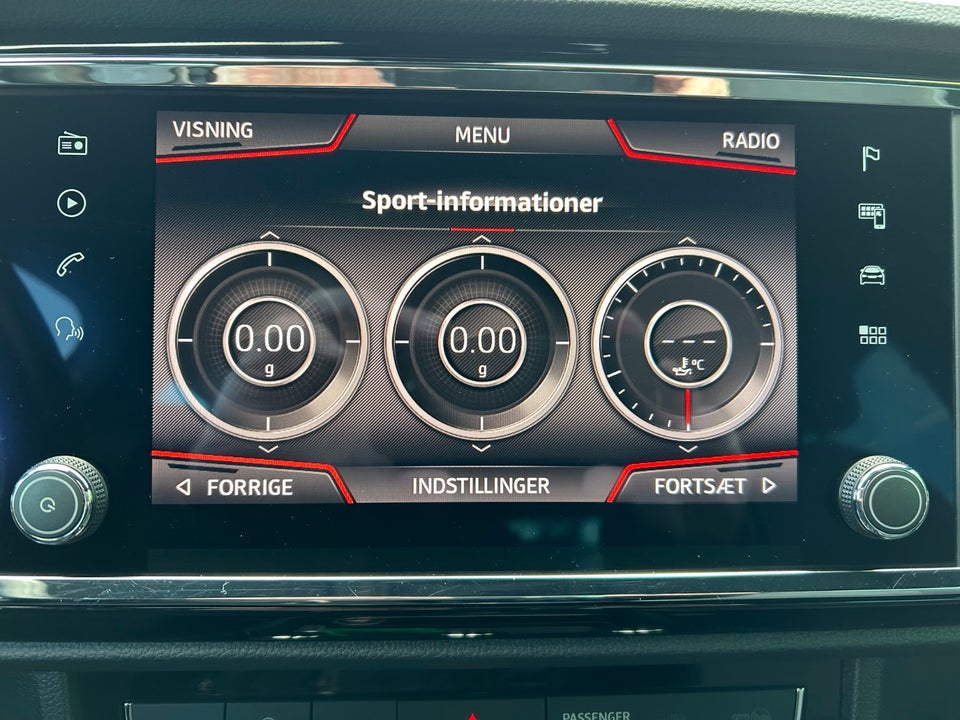 VISNING
MENU
RADIO
Sport-informationer
0.00
g
0.00
g
---
°C
FORRIGE
INDSTILLINGER
FORTSÆT
PASSENGER